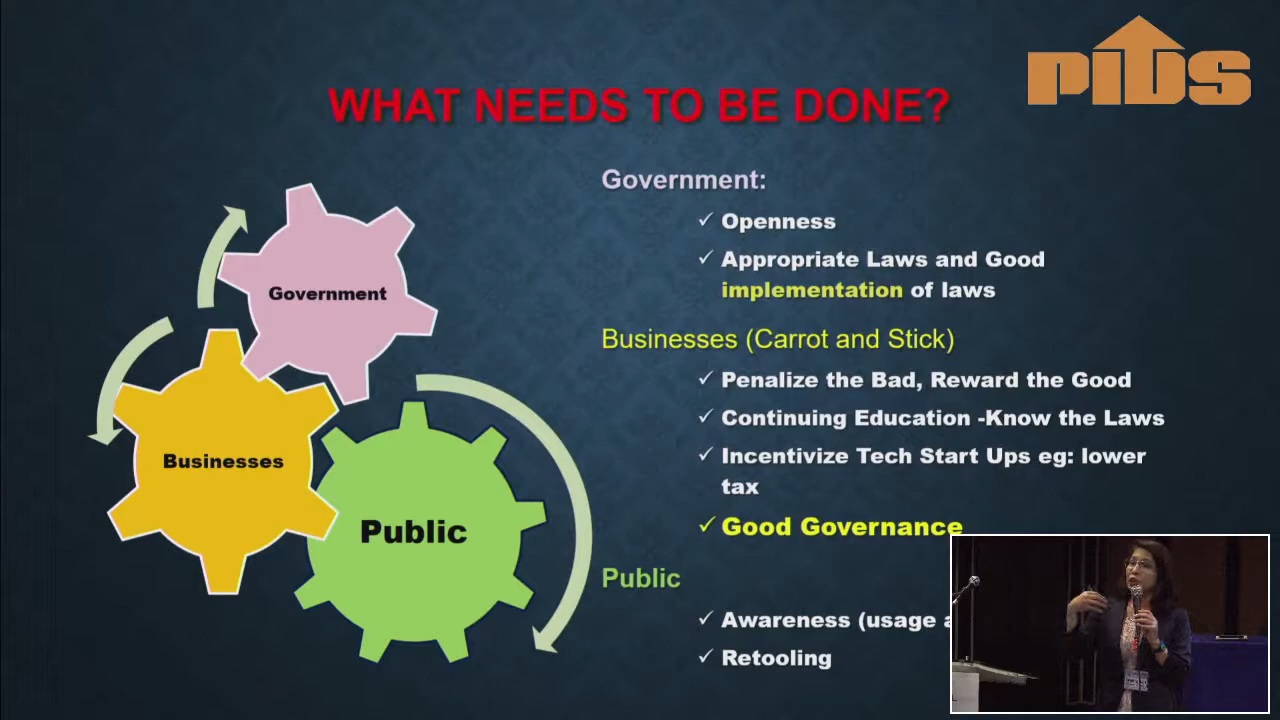 PIDS
WHAT NEEDS TO BE DONE?
Government:
✓ Openness
✓ Appropriate Laws and Good
implementation of laws
Businesses (Carrot and Stick)
✓ Penalize the Bad, Reward the Good
✓ Continuing Education -Know the Laws
✓ Incentivize Tech Start Ups eg: lower
tax
✓ Good Governance
Public
✓ Awareness (usage
✓ Retooling
Government
Businesses
Public